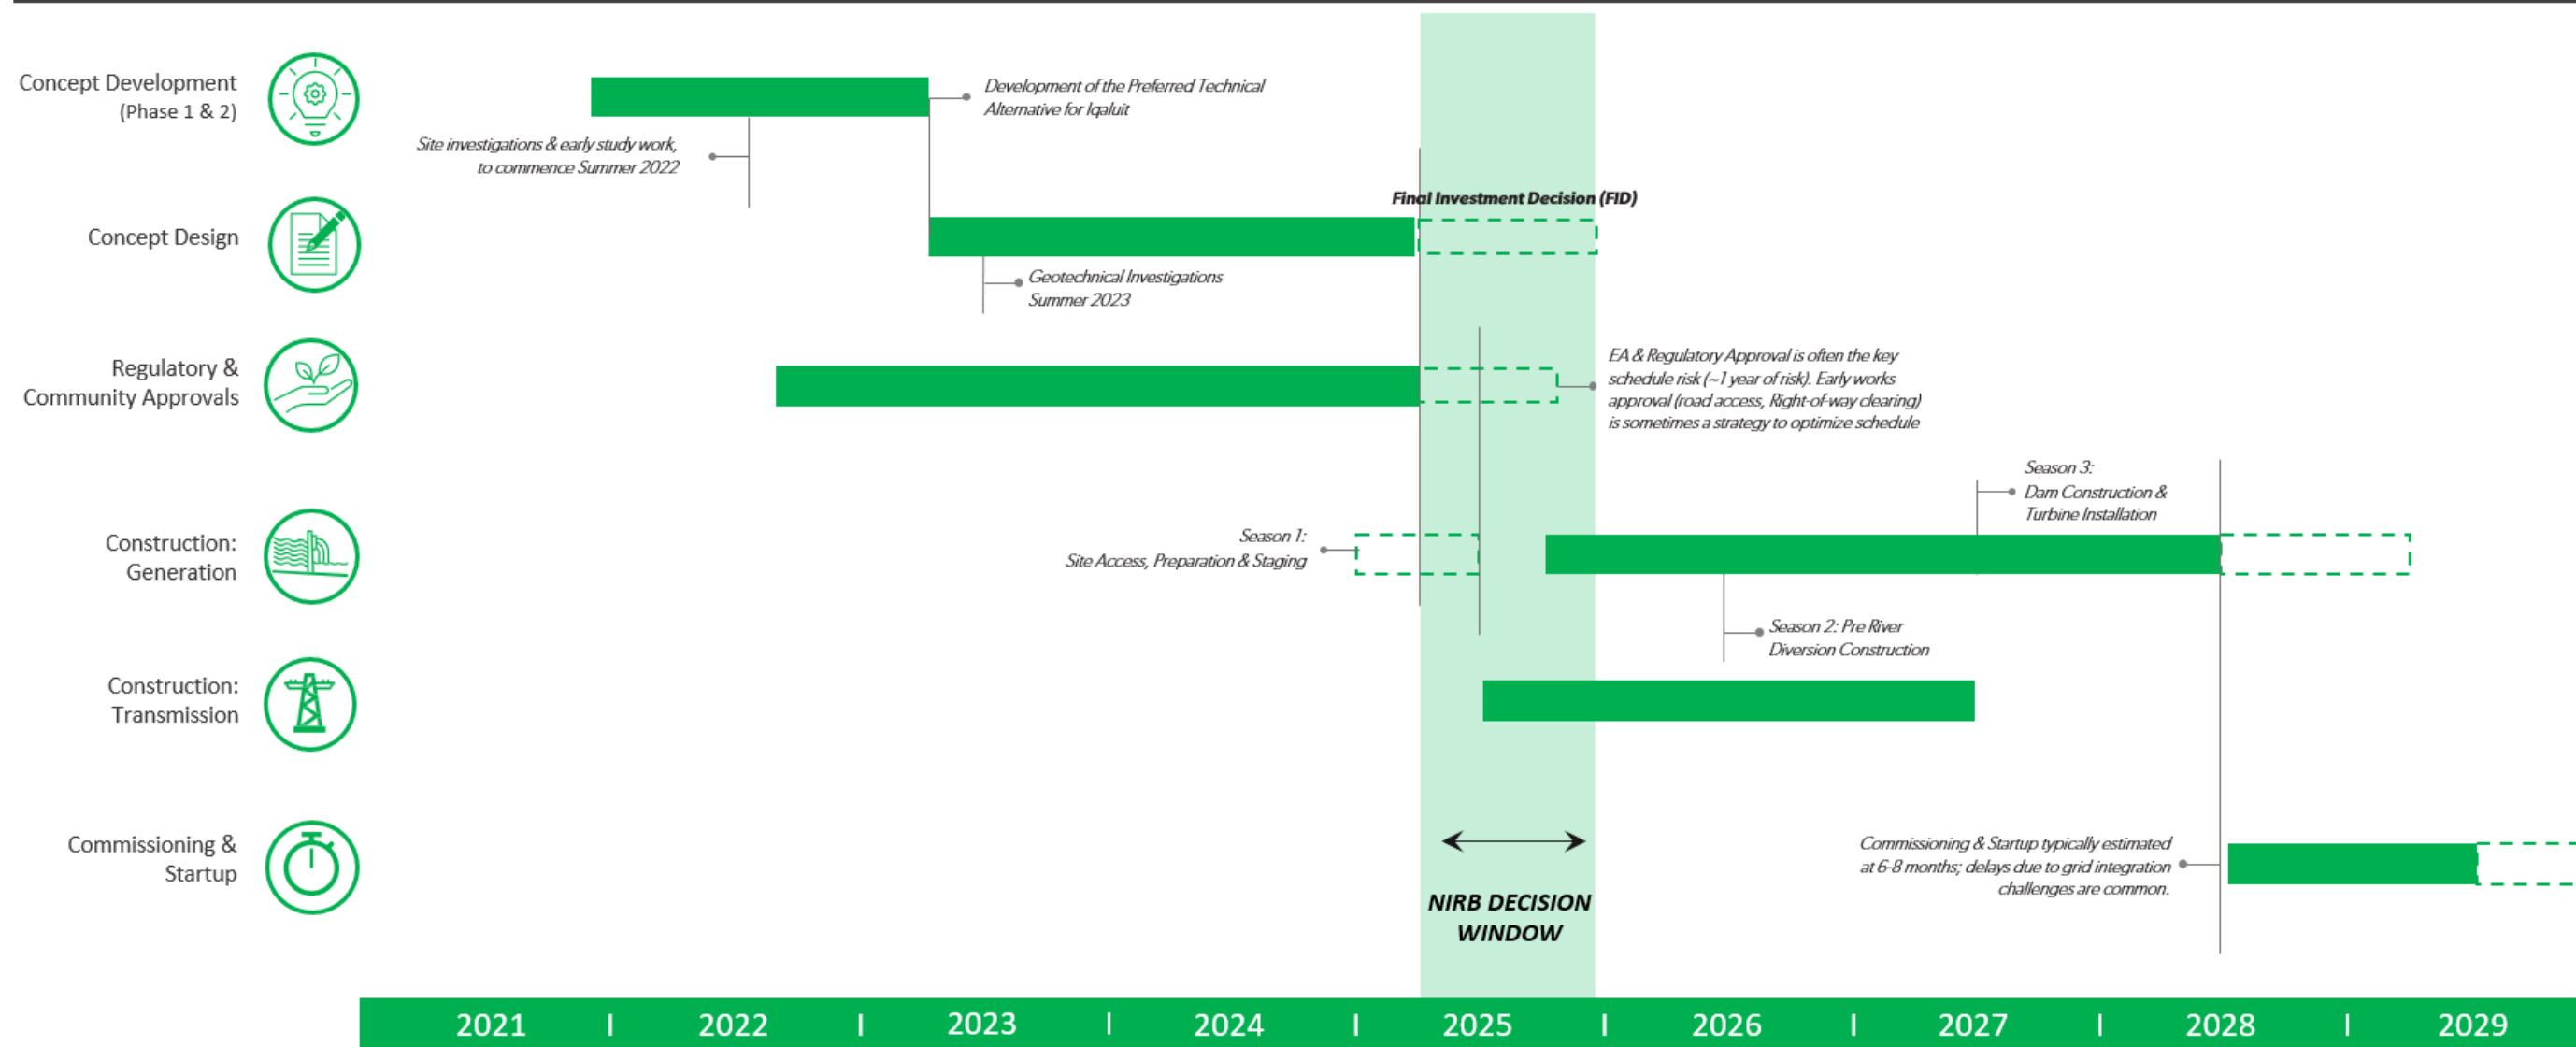 Concept Development
(Phase 1 & 2)
Development of the Preferred Technical
Alternative for Iqaluit
Site investigations & early study work,
to commence Summer 2022
Final Investment Decision (FID)
Concept Design
Geotechnical Investigations
Summer 2023
Regulatory &
Community Approvals
EA & Regulatory Approval is often the key
schedule risk (~1 year of risk). Early works
approval (road access, Right-of-way clearing)
is sometimes a strategy to optimize schedule
Season 3:
Dam Construction &
Turbine Installation
Construction:
Generation
Season 1:
Site Access, Preparation & Staging
Season 2: Pre River
Diversion Construction
Construction:
Transmission
Commissioning &
Startup
Commissioning & Startup typically estimated
at 6-8 months; delays due to grid integration
challenges are common.
NIRB DECISION
WINDOW
2021 | 2022 | 2023 | 2024 | 2025 | 2026 | 2027 | 2028 | 2029